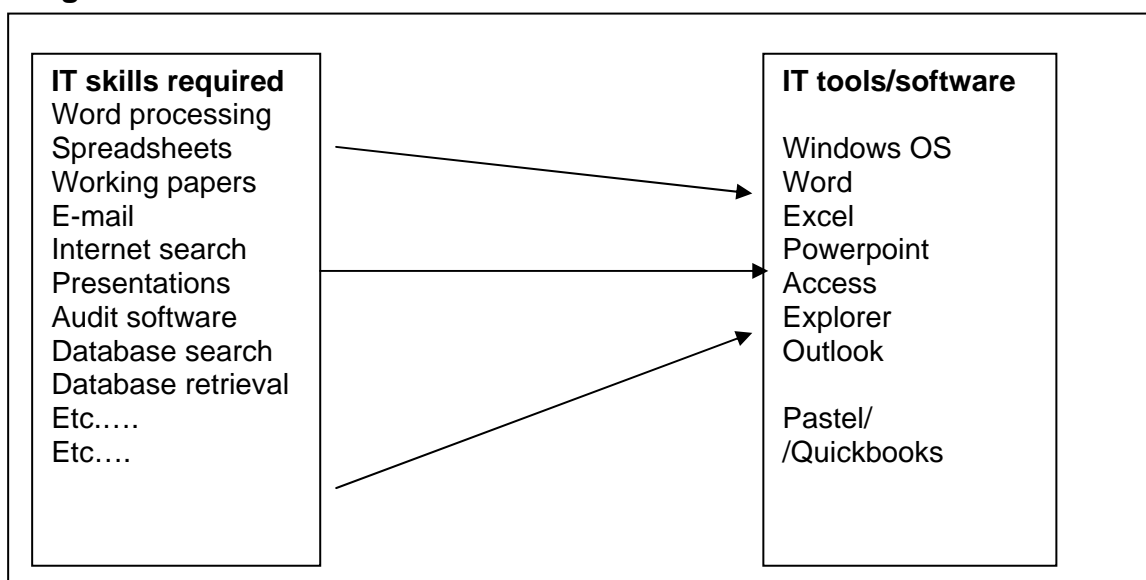 IT skills required
Word processing
Spreadsheets
Working papers
E-mail
Internet search
Presentations
Audit software
Database search
Database retrieval
Etc.....
Etc....
IT tools/software
Windows OS
Word
Excel
Powerpoint
Access
Explorer
Outlook
Pastel/
/Quickbooks